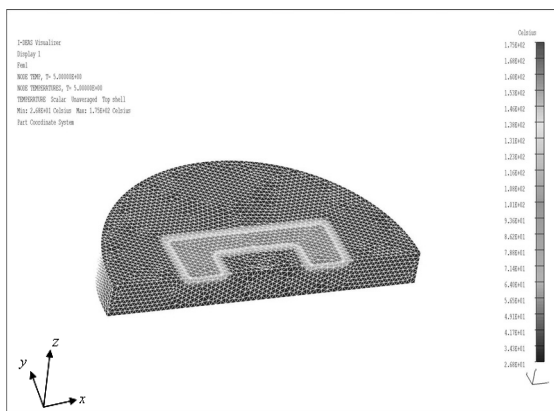 I-DEAS Visualizer
Display 1
Fem1
NODE TEMP, T= 5.00000E+00
NODE TEMPERATURES, T= 5.00000E+00
TEMPERATURE Scalar Unaveraged Top shell
Min: 2.68E+01 Celsius Max: 1.75E+02 Celsius
Part Coordinate System
Celsius
1.75E+02
1.68E+02
1.60E+02
1.53E+02
1.46E+02
1.38E+02
1.31E+02
1.23E+02
1.16E+02
1.08E+02
1.01E+02
9.36E+01
8.62E+01
7.88E+01
7.14E+01
6.40E+01
5.65E+01
4.91E+01
4.17E+01
3.43E+01
2.68E+01
z
y
x